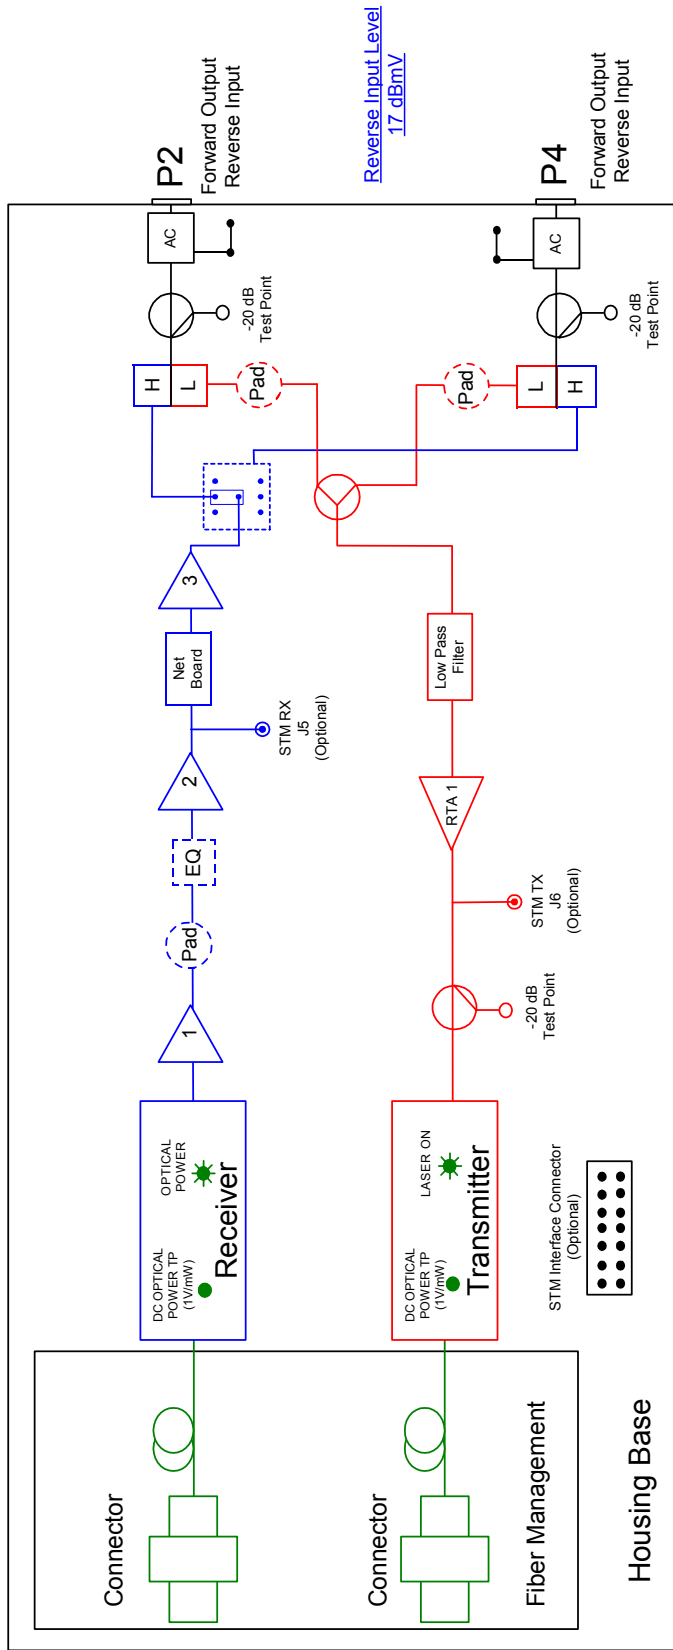 Connector
Connector
Fiber Management
Housing Base
DC OPTICAL
POWER TP
(1V/mW)
OPTICAL
POWER
Receiver
DC OPTICAL
POWER TP
(1V/mW)
LASER ON
Transmitter
STM Interface Connector
(Optional)
1
Pad
EQ
2
STM RX
J5
(Optional)
Net
Board
3
-20 dB
Test Point
STM TX
J6
(Optional)
RTA 1
Low Pass
Filter
H
L
Pad
-20 dB
Test Point
AC
P2
Forward Output
Reverse Input
Reverse Input Level
17 dBmV
Pad
L
H
-20 dB
Test Point
AC
P4
Forward Output
Reverse Input